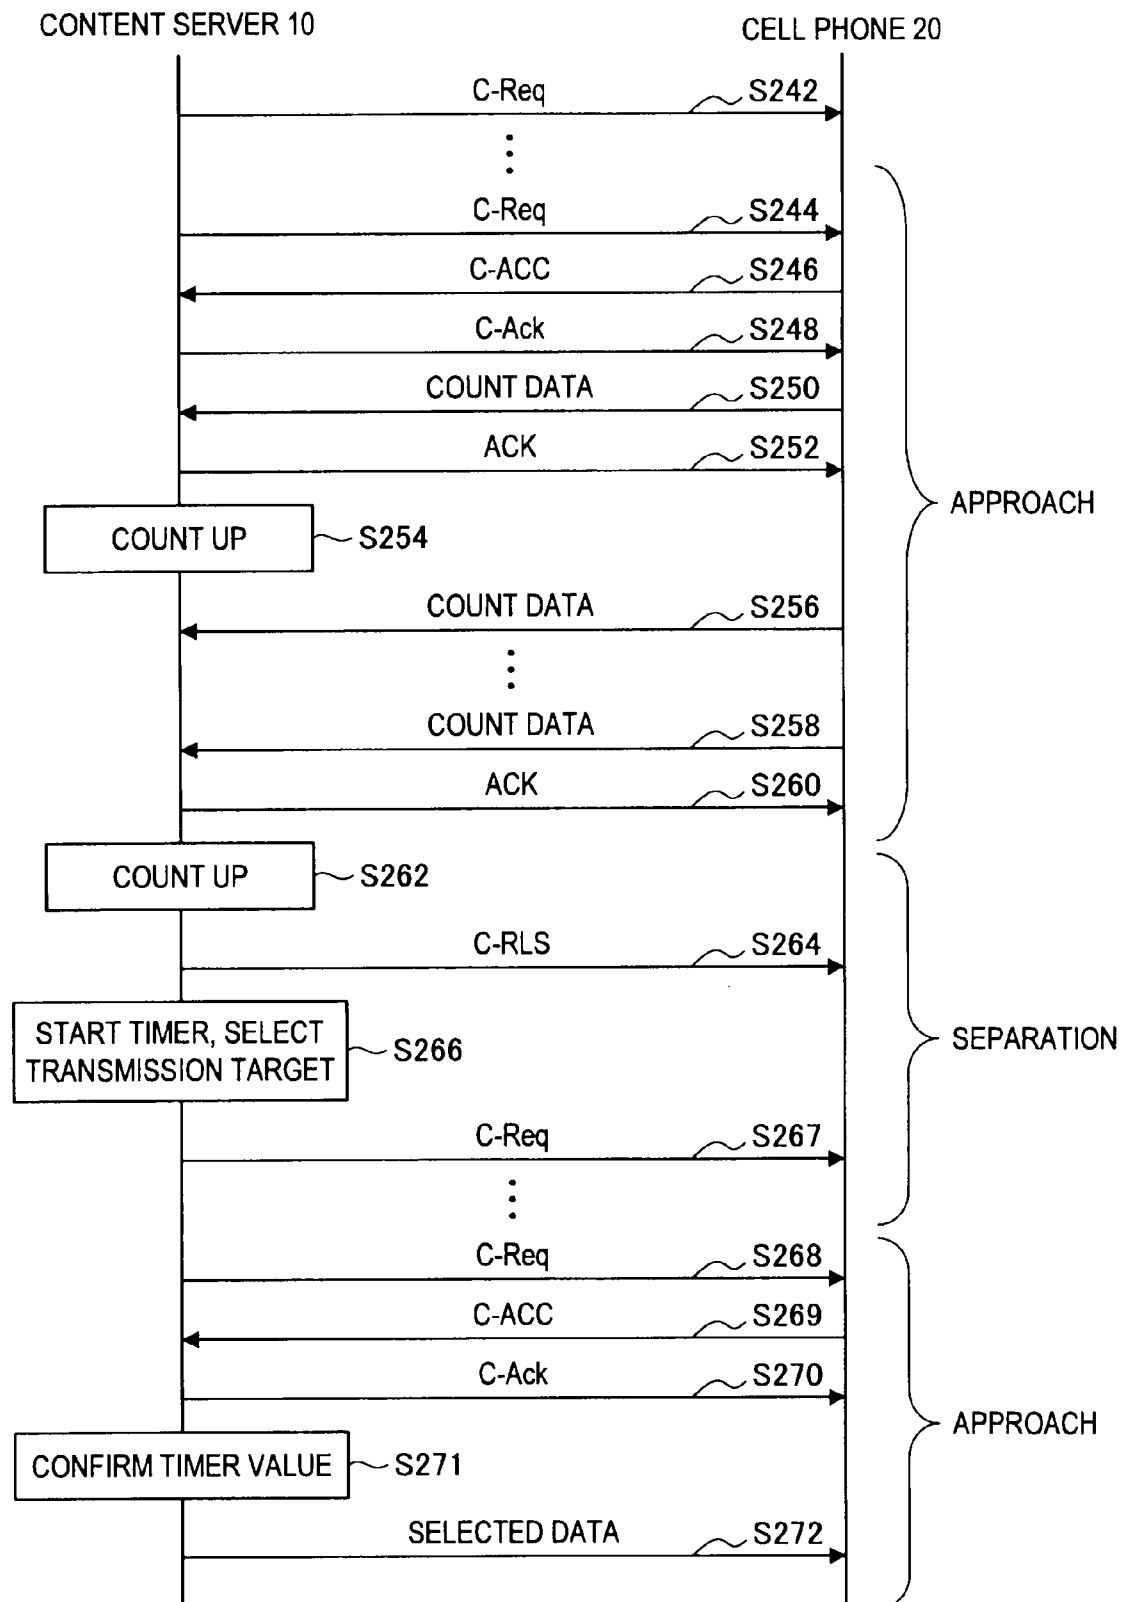 CONTENT SERVER 10
CELL PHONE 20
C-Req S242
C-Req S244
C-ACC S246
C-Ack S248
COUNT DATA S250
ACK S252
APPROACH
COUNT UP S254
COUNT DATA S256
COUNT DATA S258
ACK S260
COUNT UP S262
C-RLS S264
START TIMER, SELECT
TRANSMISSION TARGET
S266
SEPARATION
C-Req S267
C-Req S268
C-ACC S269
C-Ack S270
APPROACH
CONFIRM TIMER VALUE S271
SELECTED DATA S272